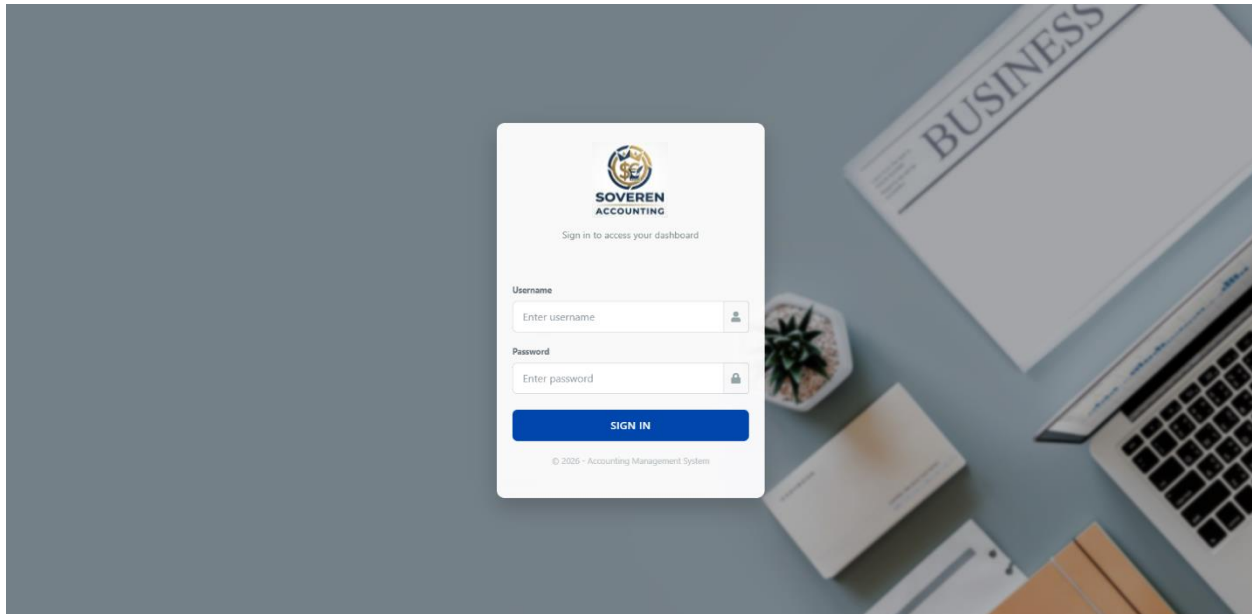 BUSINESS
SOVEREN
ACCOUNTING
Sign in to access your dashboard
Username
Enter username
Password
Enter password
SIGN IN
© 2026 - Accounting Management System